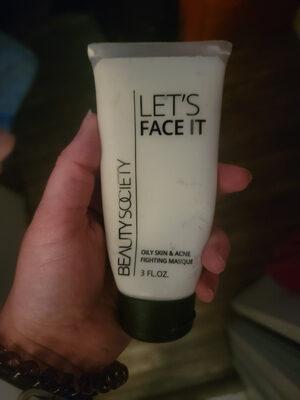 LET'S
FACE IT
BEAUTY SOCIETY
OILY SKIN & ACNE
FIGHTING MASQUE
3 FL.OZ.